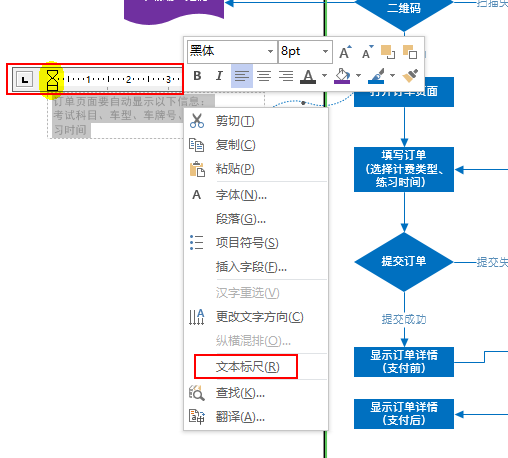 二维码
黑体
8pt
B I A
1 2 3
订单页面要自动显示以下信息:
考试科目、车型、车牌号、
习时间
打开订单页面
剪切(T)
复制(C)
粘贴(P)
A 字体(N)...
段落(G)...
项目符号(S)
插入字段(F)...
汉字重选(V)
更改文字方向(C)
纵横混排(O)...
文本标尺(R)
查找(K)...
翻译(A)...
填写订单
(选择计费类型、
练习时间)
提交订单
提交失
提交成功
显示订单详情
(支付前)
显示订单详情
(支付后)